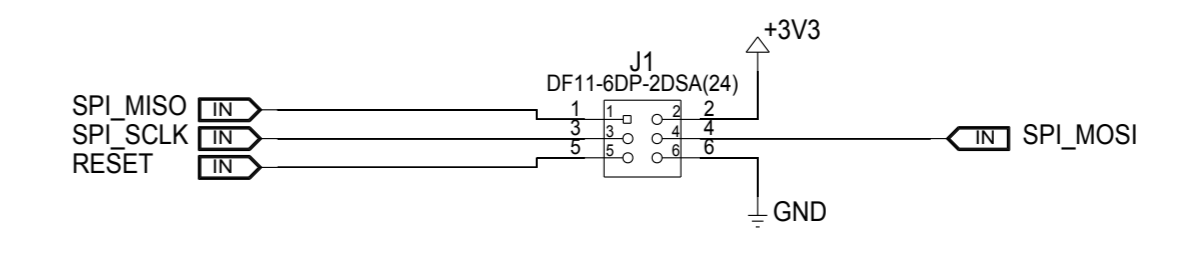 +3V3
J1
DF11-6DP-2DSA(24)
SPI_MISO IN 1 1 2 2
SPI_SCLK IN 3 3 4 4 IN SPI_MOSI
RESET IN 5 5 6 6
GND